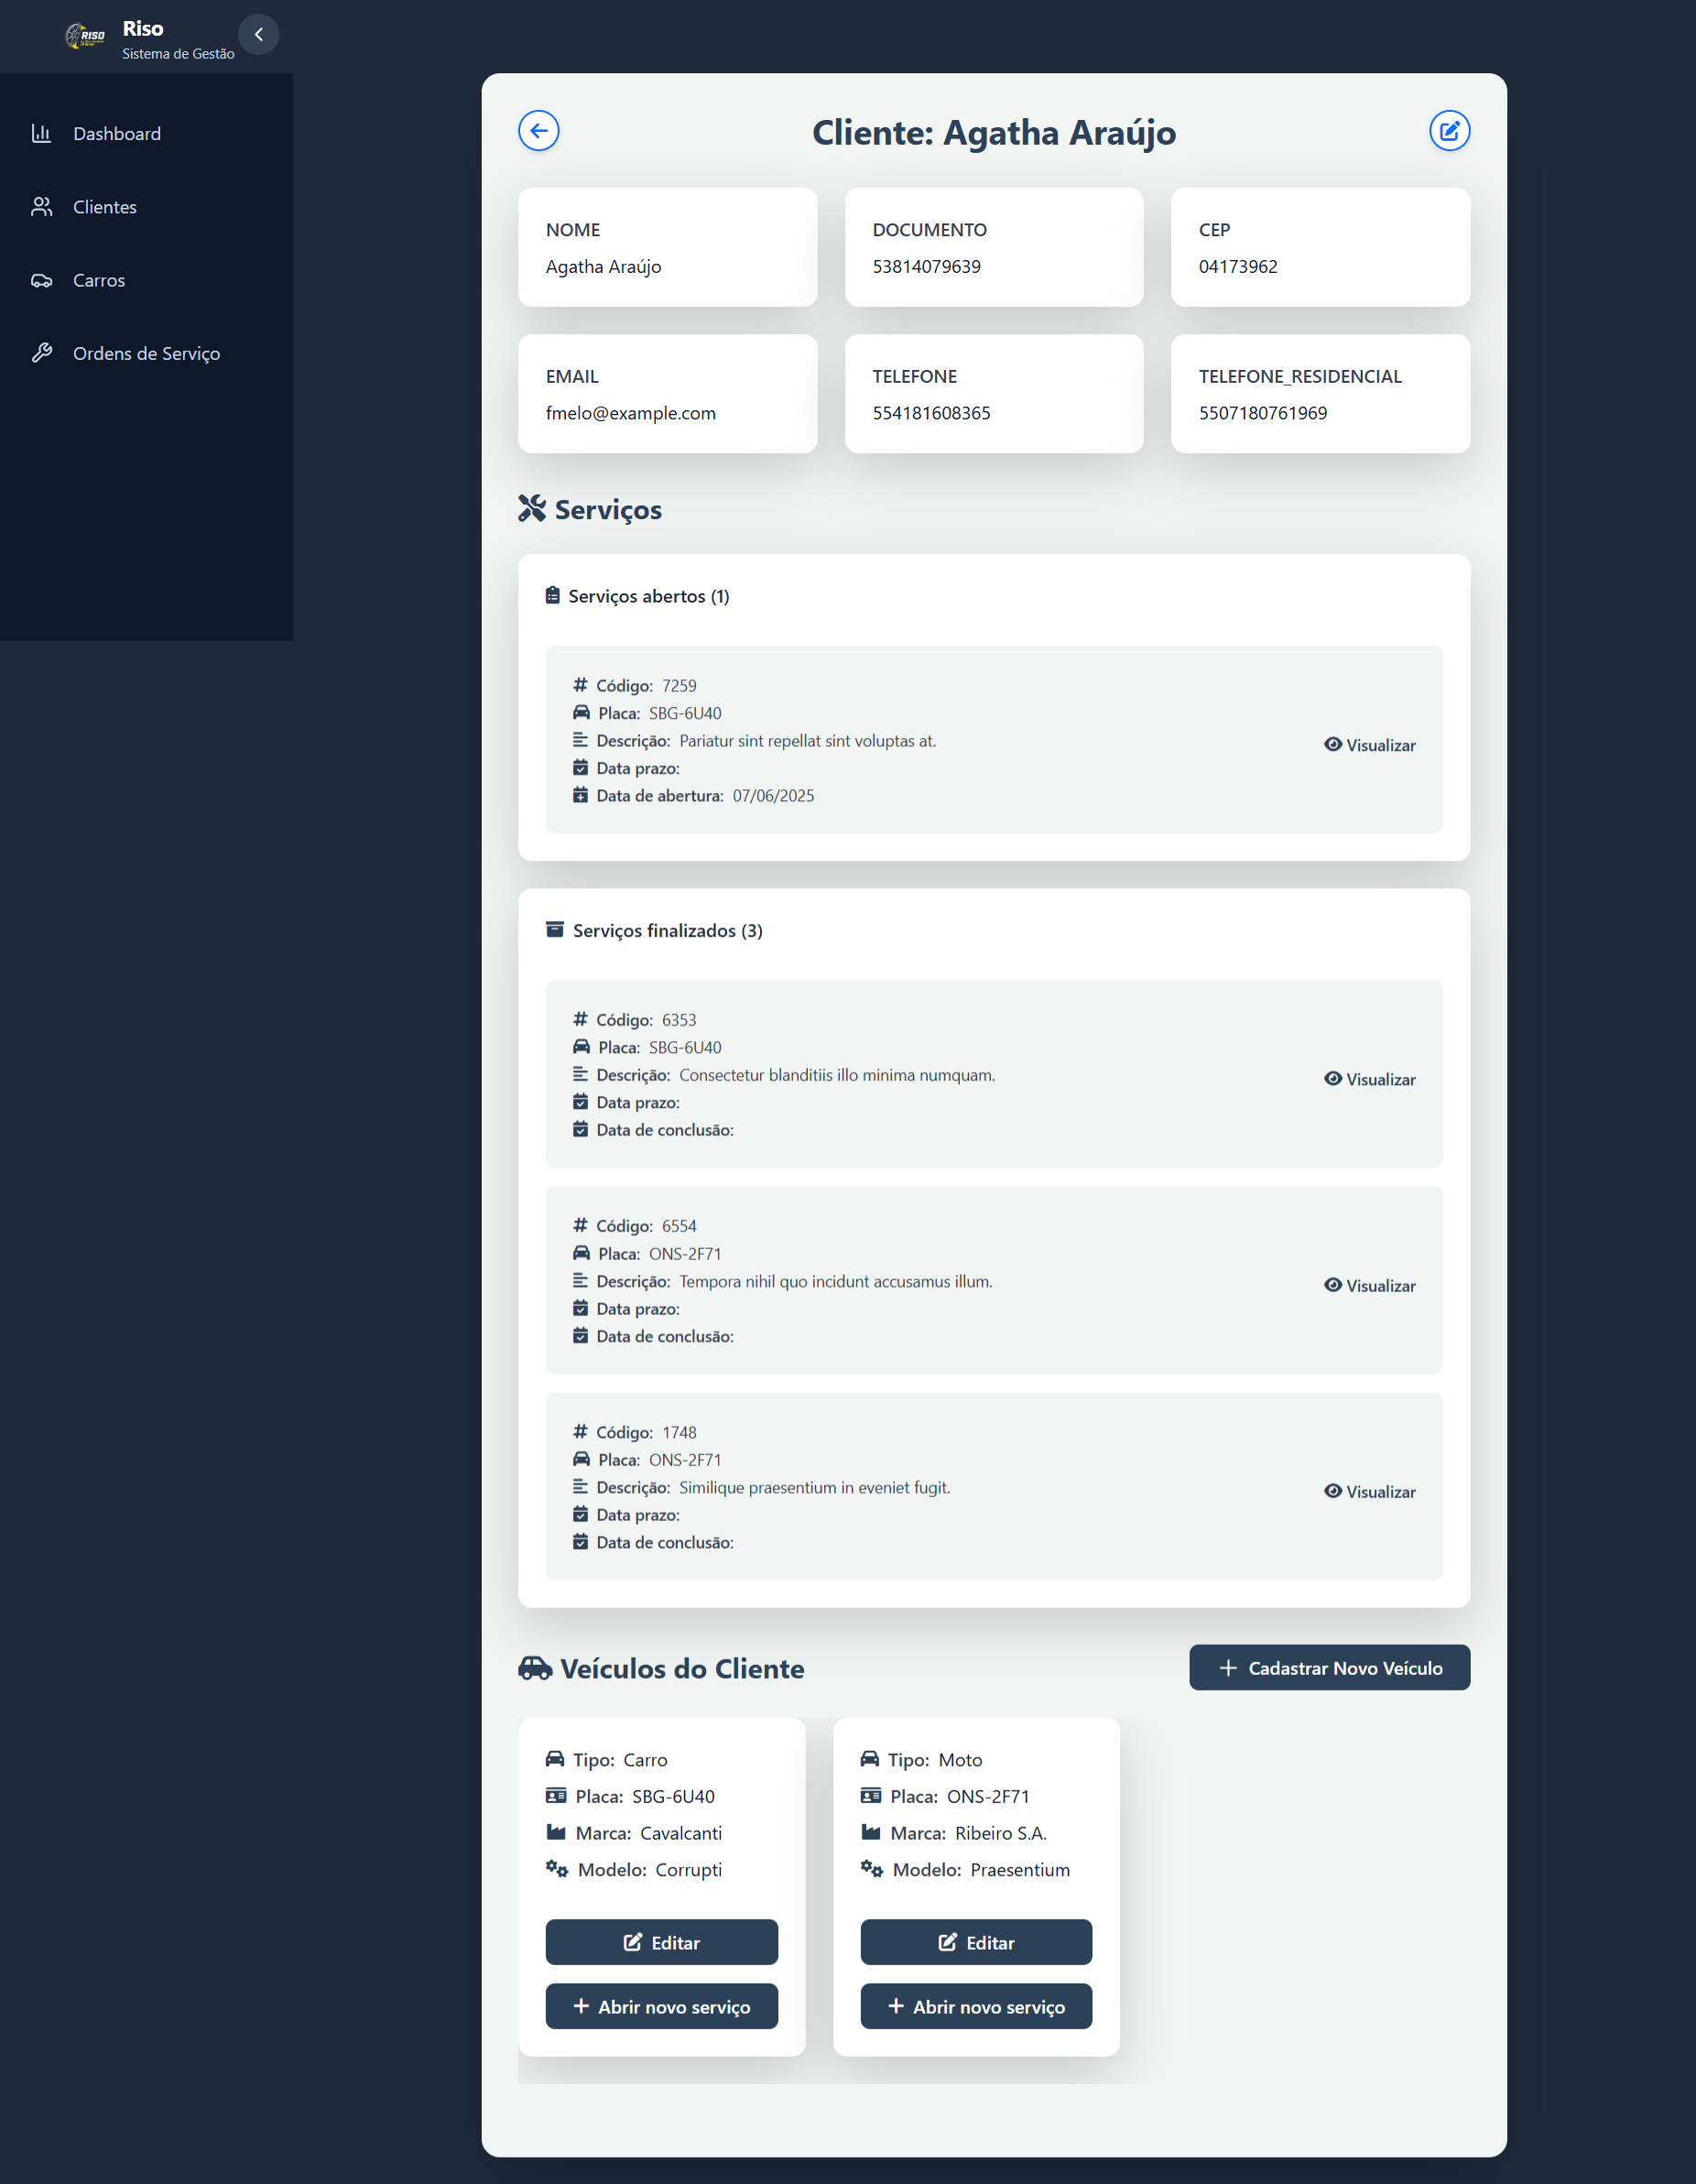 RISO
Riso
Sistema de Gestão
Dashboard
Clientes
Carros
Ordens de Serviço
Cliente: Agatha Araújo
NOME
Agatha Araújo
DOCUMENTO
53814079639
CEP
04173962
EMAIL
fmelo@example.com
TELEFONE
554181608365
TELEFONE_RESIDENCIAL
5507180761969
Serviços
Serviços abertos (1)
Código: 7259
Placa: SBG-6U40
Descrição: Pariatur sint repellat sint voluptas at.
Data prazo:
Data de abertura: 07/06/2025
Visualizar
Serviços finalizados (3)
Código: 6353
Placa: SBG-6U40
Descrição: Consectetur blanditiis illo minima numquam.
Data prazo:
Data de conclusão:
Visualizar
Código: 6554
Placa: ONS-2F71
Descrição: Tempora nihil quo incidunt accusamus illum.
Data prazo:
Data de conclusão:
Visualizar
Código: 1748
Placa: ONS-2F71
Descrição: Similique praesentium in eveniet fugit.
Data prazo:
Data de conclusão:
Visualizar
Veículos do Cliente
Cadastrar Novo Veículo
Tipo: Carro
Placa: SBG-6U40
Marca: Cavalcanti
Modelo: Corrupti
Editar
Abrir novo serviço
Tipo: Moto
Placa: ONS-2F71
Marca: Ribeiro S.A.
Modelo: Praesentium
Editar
Abrir novo serviço